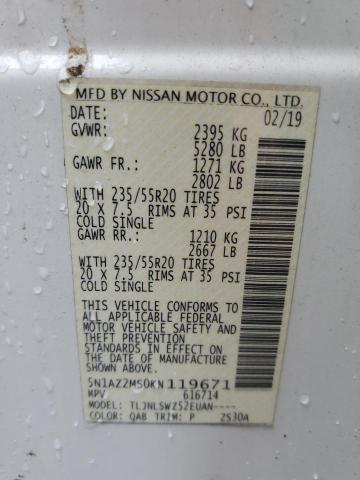 MFD BY NISSAN MOTOR CO., LTD.
DATE: 02/19
GVWR: 2395 KG
5280 LB
GAWR FR.: 1271 KG
2802 LB
WITH 235/55R20 TIRES
20 X 7.5 RIMS AT 35 PSI
COLD SINGLE
GAWR RR.: 1210 KG
2667 LB
WITH 235/55R20 TIRES
20 X 7.5 RIMS AT 35 PSI
COLD SINGLE
THIS VEHICLE CONFORMS TO
ALL APPLICABLE FEDERAL
MOTOR VEHICLE SAFETY AND
THEFT PREVENTION
STANDARDS IN EFFECT ON
THE DATE OF MANUFACTURE
SHOWN ABOVE.
5N1AZ2MS0KN119671
MPV 616714
MODEL: TLJNLSWZ52EUAN----
COLOR: QAB TRIM: P 2S30A